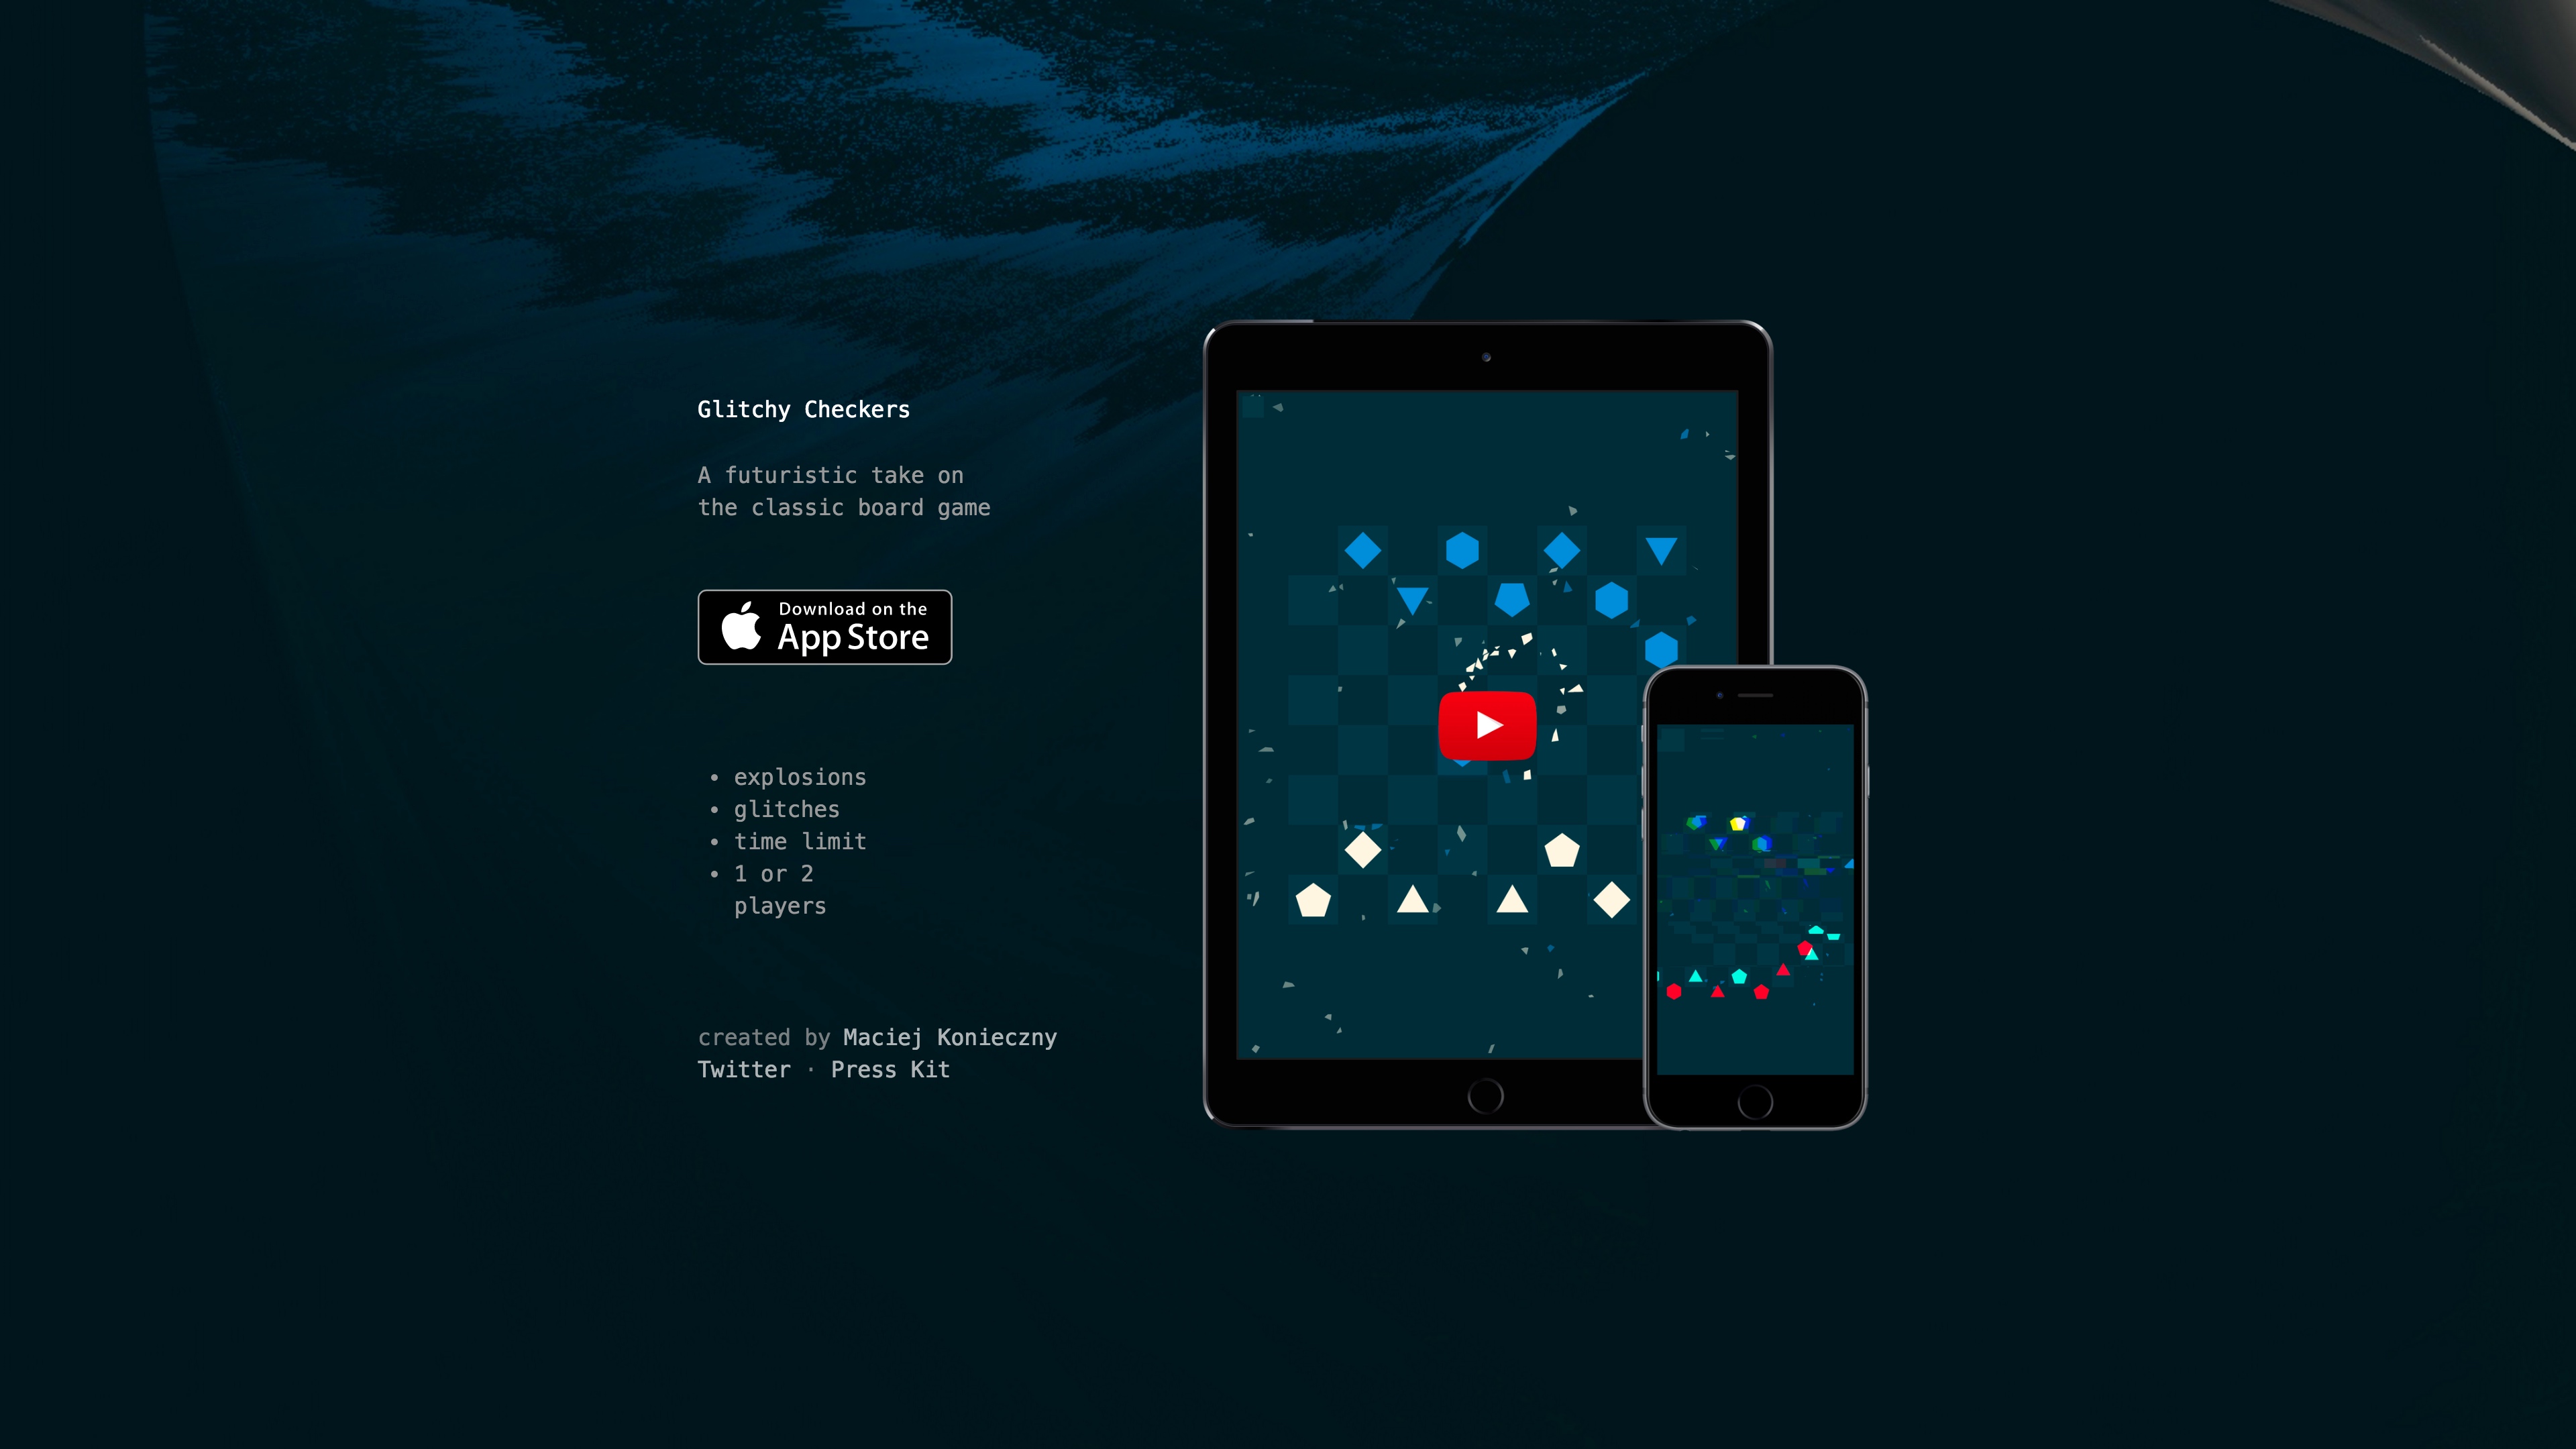 Glitchy Checkers
A futuristic take on
the classic board game
Download on the
App Store
• explosions
• glitches
• time limit
• 1 or 2
players
created by Maciej Konieczny
Twitter · Press Kit